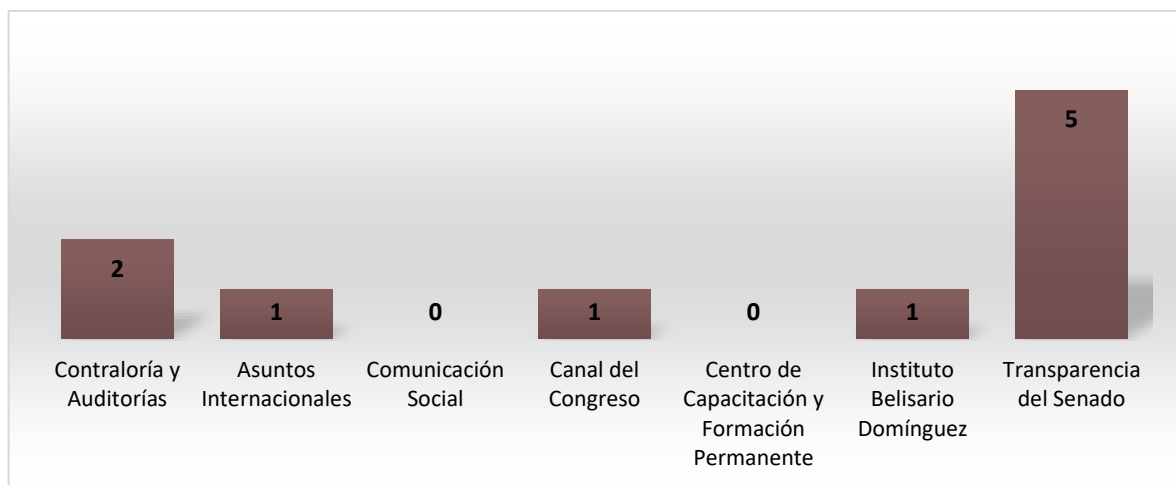 5
2
1
0
1
0
1
Contraloría y
Auditorías
Asuntos
Internacionales
Comunicación
Social
Canal del
Congreso
Centro de
Capacitación y
Formación
Permanente
Instituto
Belisario
Domínguez
Transparencia
del Senado